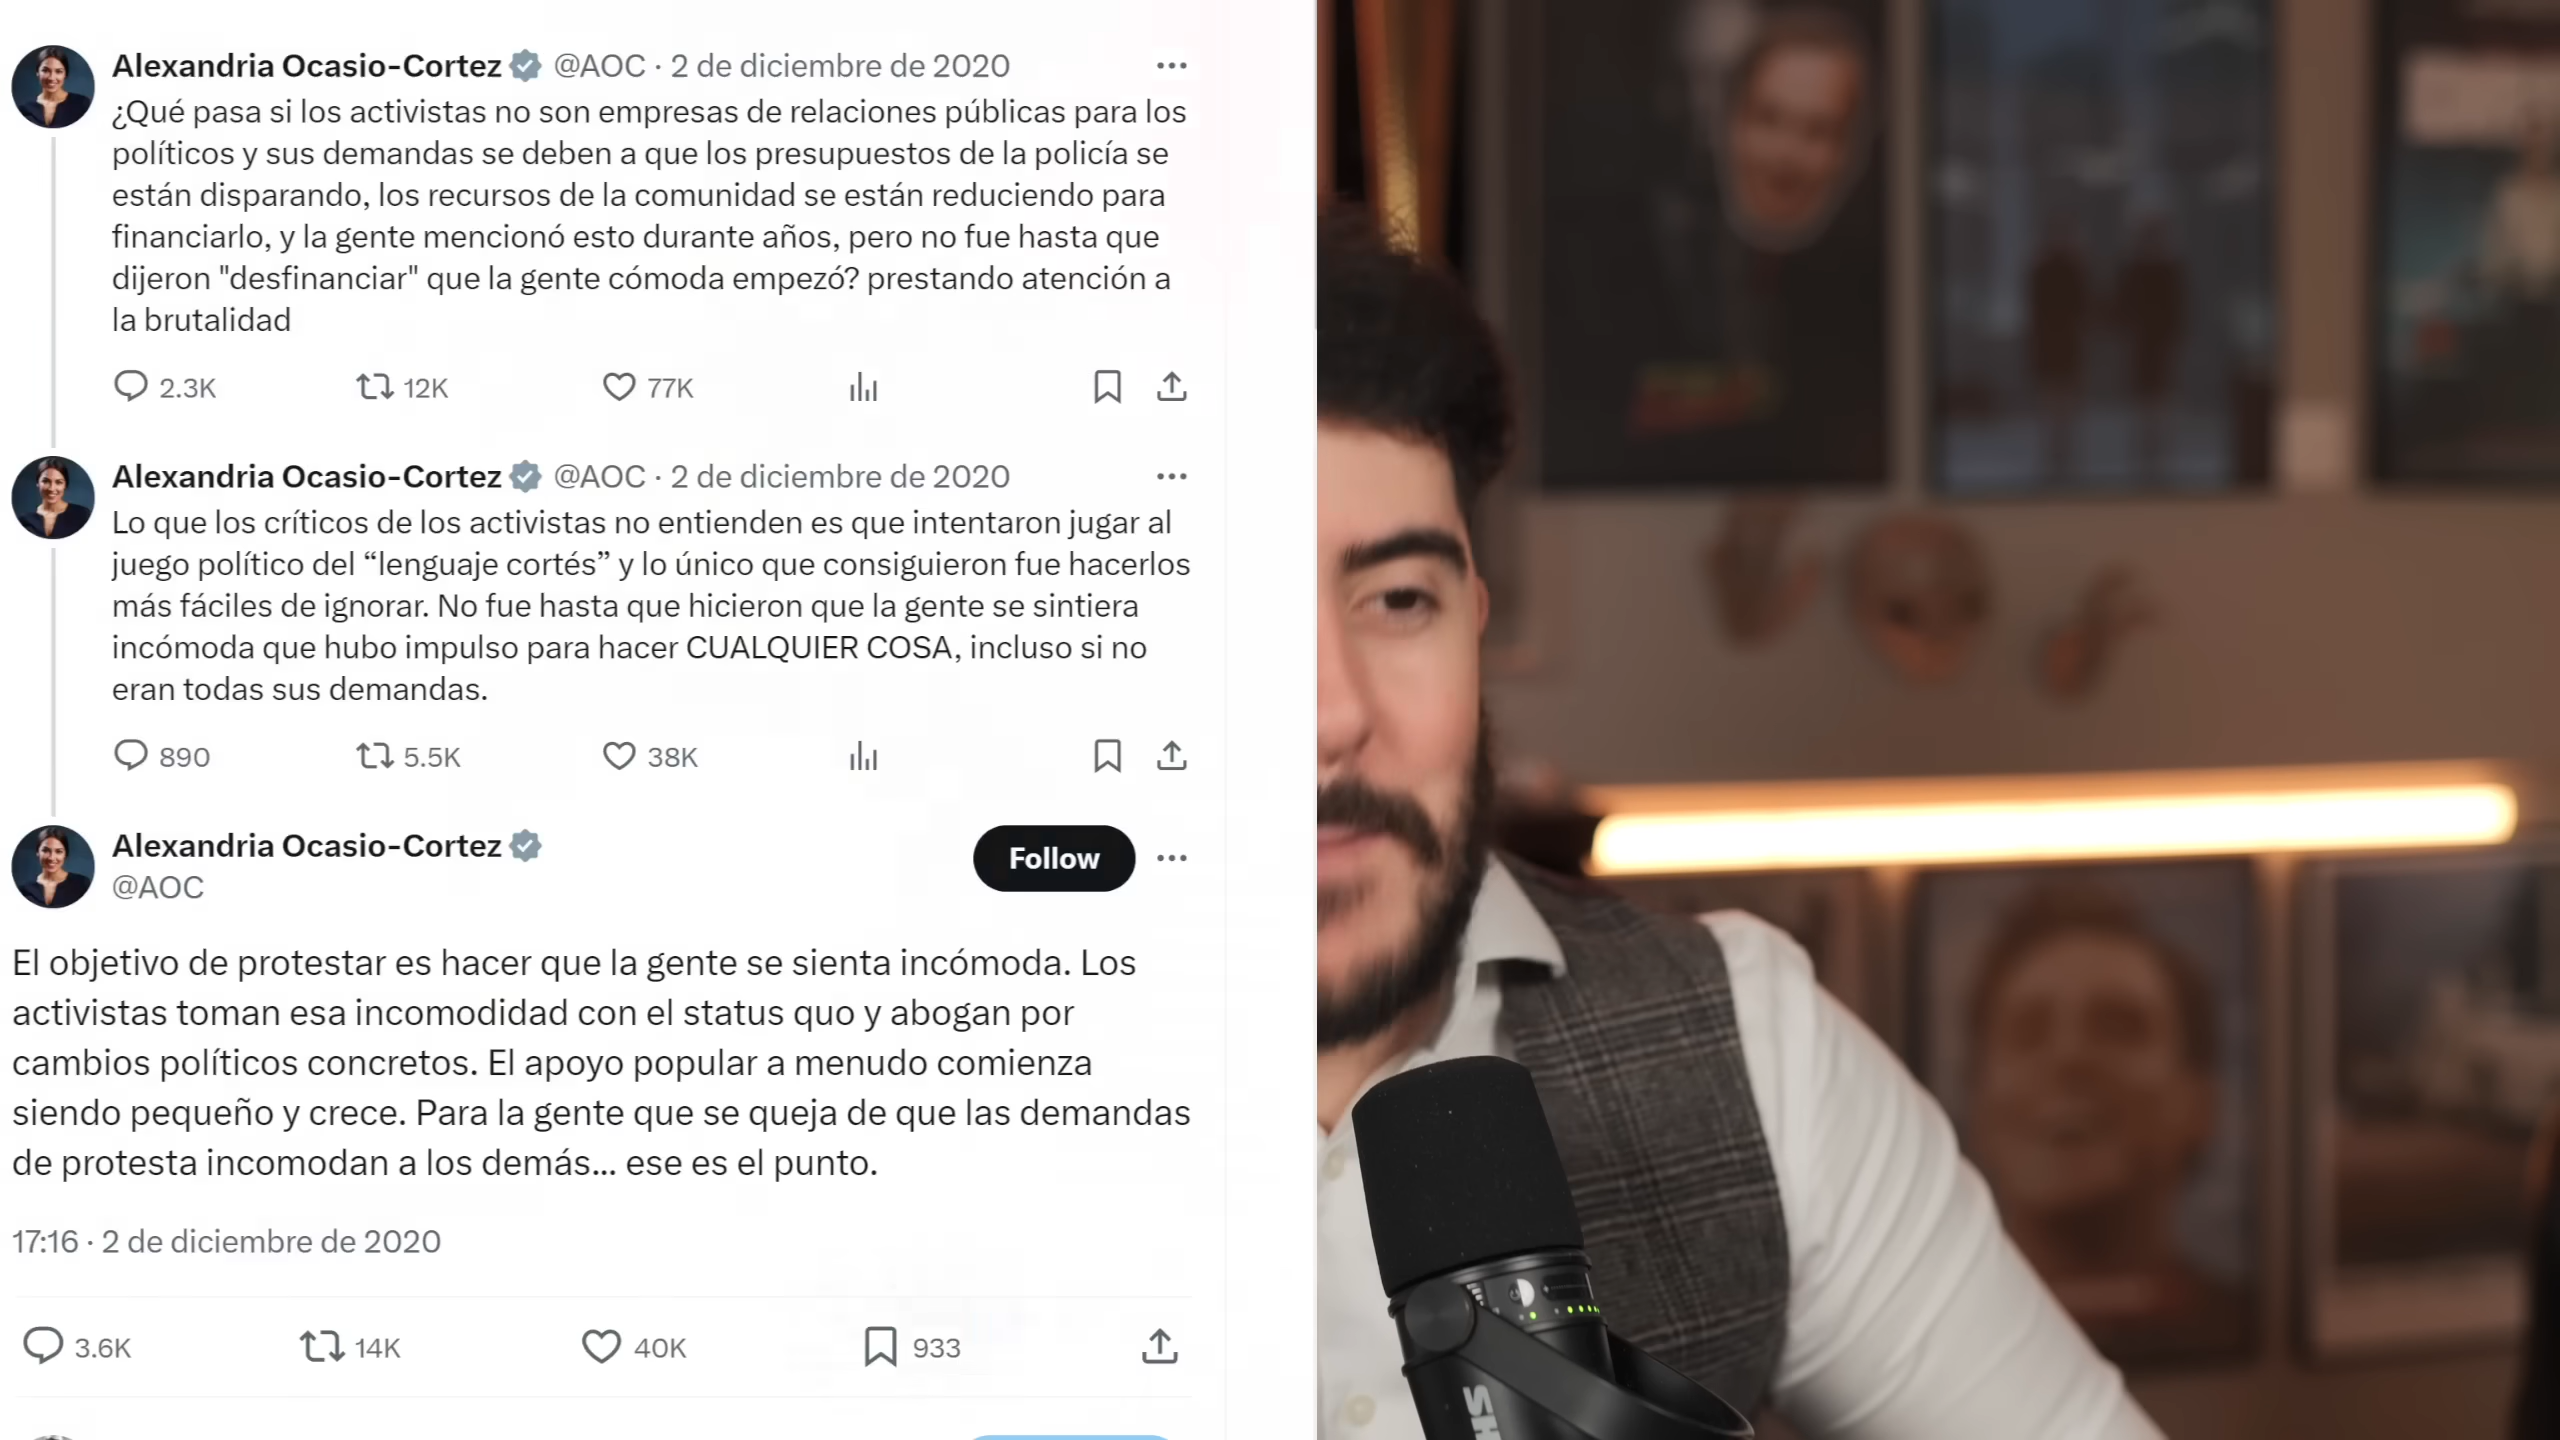 Alexandria Ocasio-Cortez @AOC · 2 de diciembre de 2020
¿Qué pasa si los activistas no son empresas de relaciones públicas para los
políticos y sus demandas se deben a que los presupuestos de la policía se
están disparando, los recursos de la comunidad se están reduciendo para
financiarlo, y la gente mencionó esto durante años, pero no fue hasta que
dijeron "desfinanciar" que la gente cómoda empezó? prestando atención a
la brutalidad
2.3K 12K 77K
Alexandria Ocasio-Cortez @AOC · 2 de diciembre de 2020
Lo que los críticos de los activistas no entienden es que intentaron jugar al
juego político del “lenguaje cortés” y lo único que consiguieron fue hacerlos
más fáciles de ignorar. No fue hasta que hicieron que la gente se sintiera
incómoda que hubo impulso para hacer CUALQUIER COSA, incluso si no
eran todas sus demandas.
890 5.5K 38K
Alexandria Ocasio-Cortez
@AOC
Follow
El objetivo de protestar es hacer que la gente se sienta incómoda. Los
activistas toman esa incomodidad con el status quo y abogan por
cambios políticos concretos. El apoyo popular a menudo comienza
siendo pequeño y crece. Para la gente que se queja de que las demandas
de protesta incomodan a los demás... ese es el punto.
17:16 · 2 de diciembre de 2020
3.6K 14K 40K 933